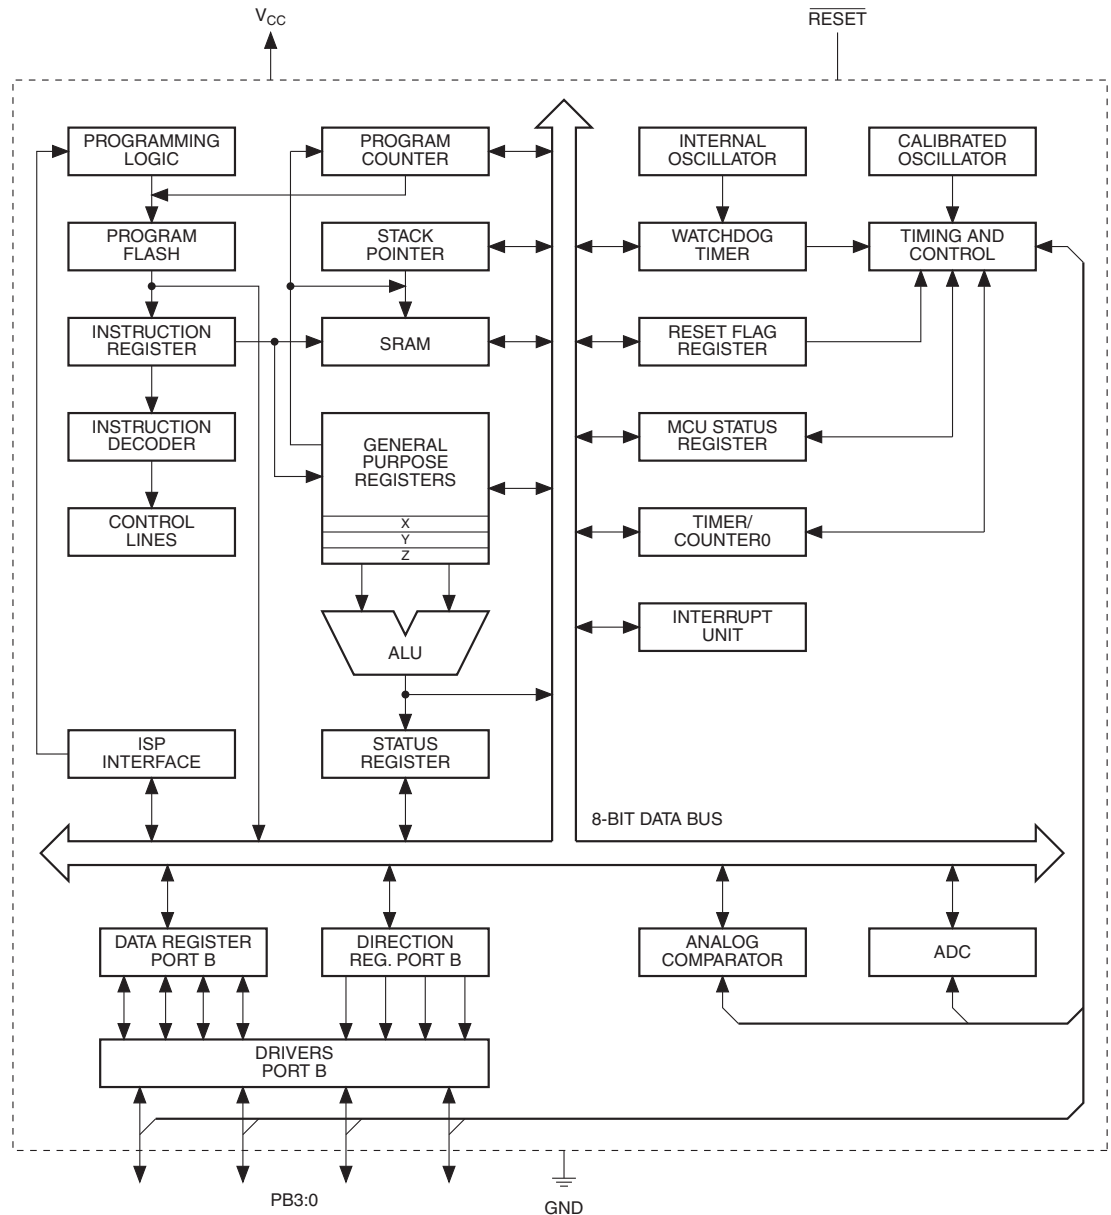 VCC
RESET
PROGRAMMING
LOGIC
PROGRAM
COUNTER
INTERNAL
OSCILLATOR
CALIBRATED
OSCILLATOR
PROGRAM
FLASH
STACK
POINTER
WATCHDOG
TIMER
TIMING AND
CONTROL
INSTRUCTION
REGISTER
SRAM
RESET FLAG
REGISTER
INSTRUCTION
DECODER
GENERAL
PURPOSE
REGISTERS
X
Y
Z
MCU STATUS
REGISTER
CONTROL
LINES
TIMER/
COUNTER0
ALU
INTERRUPT
UNIT
ISP
INTERFACE
STATUS
REGISTER
8-BIT DATA BUS
DATA REGISTER
PORT B
DIRECTION
REG. PORT B
ANALOG
COMPARATOR
ADC
DRIVERS
PORT B
PB3:0
GND